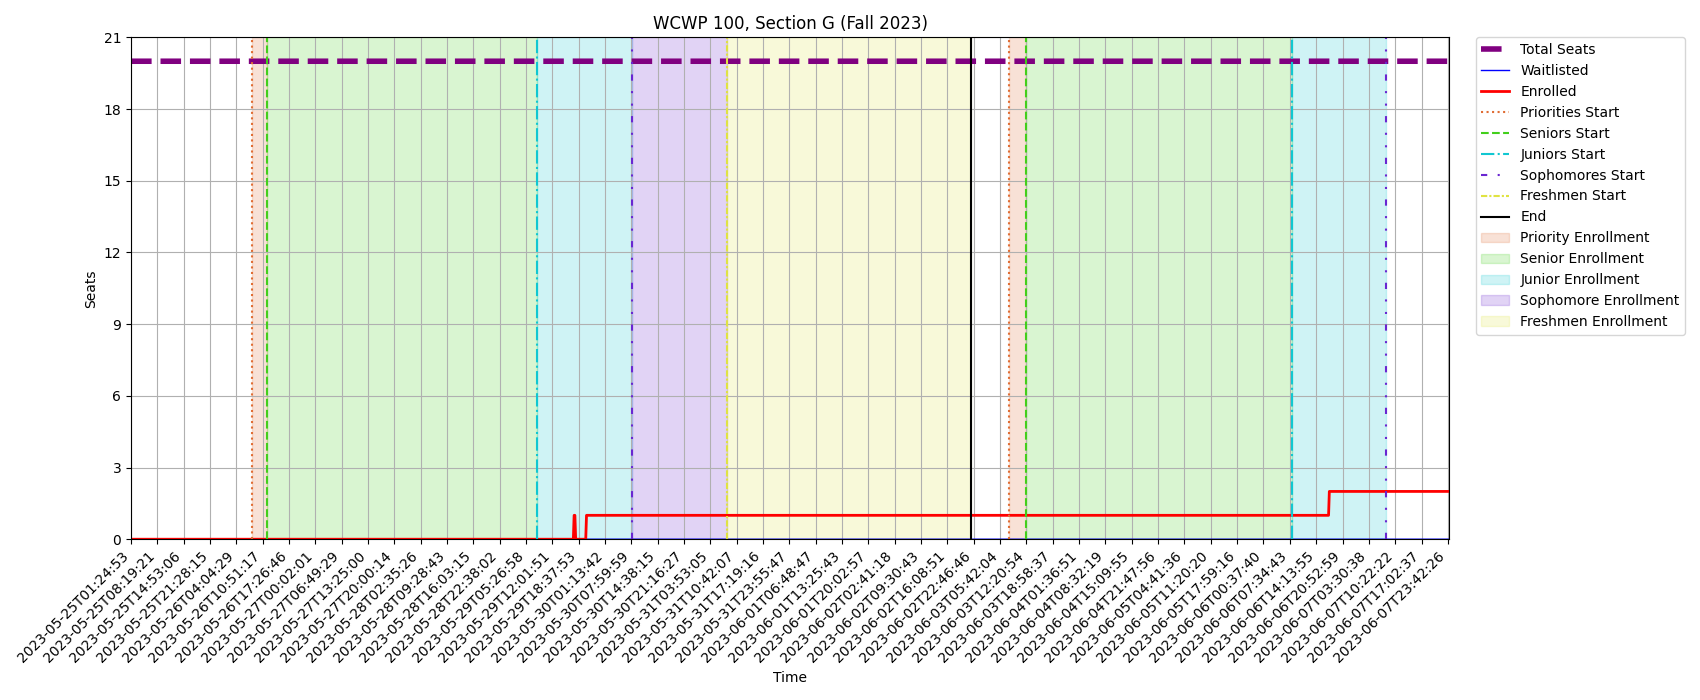 WCWP 100, Section G (Fall 2023)
21
18
15
12
9
6
3
0
Seats
2023-05-25T01:24:53
2023-05-25T08:19:21
2023-05-25T14:53:06
2023-05-25T21:28:15
2023-05-26T04:04:29
2023-05-26T10:51:17
2023-05-26T17:26:46
2023-05-27T00:02:01
2023-05-27T06:49:29
2023-05-27T13:25:00
2023-05-27T20:00:14
2023-05-28T02:35:26
2023-05-28T09:28:43
2023-05-28T16:03:15
2023-05-28T22:38:02
2023-05-29T05:26:58
2023-05-29T12:01:51
2023-05-29T18:37:53
2023-05-30T01:13:42
2023-05-30T07:59:59
2023-05-30T14:38:15
2023-05-30T21:16:27
2023-05-31T03:53:05
2023-05-31T10:42:07
2023-05-31T17:19:16
2023-05-31T23:55:47
2023-06-01T06:48:47
2023-06-01T13:25:43
2023-06-01T20:02:57
2023-06-02T02:41:18
2023-06-02T09:30:43
2023-06-02T16:08:51
2023-06-02T22:46:46
2023-06-03T05:42:04
2023-06-03T12:20:54
2023-06-03T18:58:37
2023-06-04T01:36:51
2023-06-04T08:32:19
2023-06-04T15:09:55
2023-06-04T21:47:56
2023-06-05T04:41:36
2023-06-05T11:20:20
2023-06-05T17:59:16
2023-06-06T00:37:40
2023-06-06T07:34:43
2023-06-06T14:13:55
2023-06-06T20:52:59
2023-06-07T03:30:38
2023-06-07T10:22:22
2023-06-07T17:02:37
2023-06-07T23:42:26
Time
Total Seats
Waitlisted
Enrolled
Priorities Start
Seniors Start
Juniors Start
Sophomores Start
Freshmen Start
End
Priority Enrollment
Senior Enrollment
Junior Enrollment
Sophomore Enrollment
Freshmen Enrollment